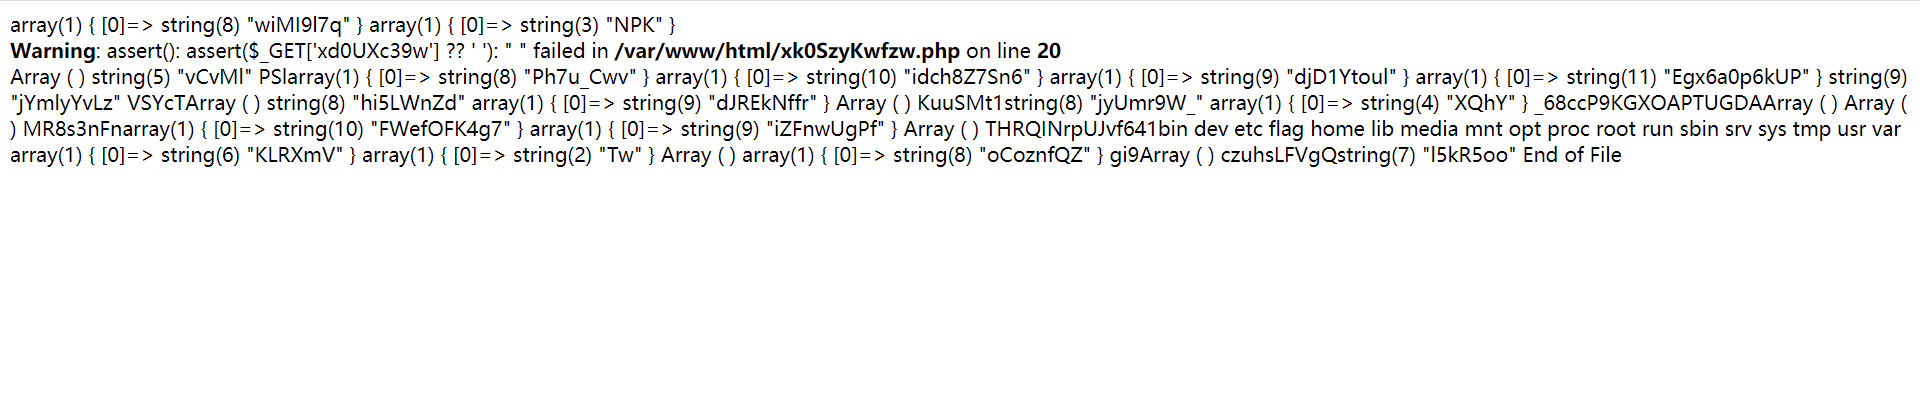 array(1) { [0]=> string(8) "wiMI9l7q" } array(1) { [0]=> string(3) "NPK" }
Warning: assert(): assert($_GET['xd0UXc39w'] ?? ' '): " " failed in /var/www/html/xk0SzyKwfzw.php on line 20
Array ( ) string(5) "vCvMl" PSlarray(1) { [0]=> string(8) "Ph7u_Cwv" } array(1) { [0]=> string(10) "idch8Z7Sn6" } array(1) { [0]=> string(9) "djD1Ytoul" } array(1) { [0]=> string(11) "Egx6a0p6kUP" } string(9)
"jYmlyYvLz" VSYcTArray ( ) string(8) "hi5LWnZd" array(1) { [0]=> string(9) "dJREkNffr" } Array ( ) KuuSMt1string(8) "jyUmr9W_" array(1) { [0]=> string(4) "XQhY" } _68ccP9KGXOAPTUGDAArray ( ) Array (
) MR8s3nFnarray(1) { [0]=> string(10) "FWefOFK4g7" } array(1) { [0]=> string(9) "iZFnwUgPf" } Array ( ) THRQINrpUJvf641bin dev etc flag home lib media mnt opt proc root run sbin srv sys tmp usr var
array(1) { [0]=> string(6) "KLRXmV" } array(1) { [0]=> string(2) "Tw" } Array ( ) array(1) { [0]=> string(8) "oCoznfQZ" } gi9Array ( ) czuhsLFVgQstring(7) "l5kR5oo" End of File